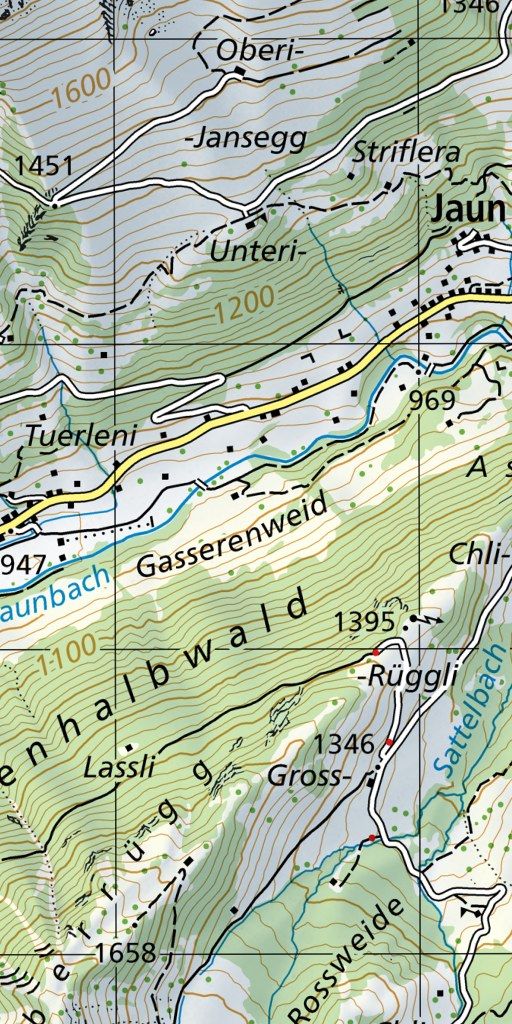 1346
Oberi-
1600
-Jansegg
Striflera
1451
Jaun
Unteri-
1200
969
Tuerleni
A s
Gasserenweid
947
Chli-
aunbach
1395
1100
enhalbwald
-Rüggli
Sattelbach
1346
Gross-
Lassli
errügg
Rossweide
1658
b